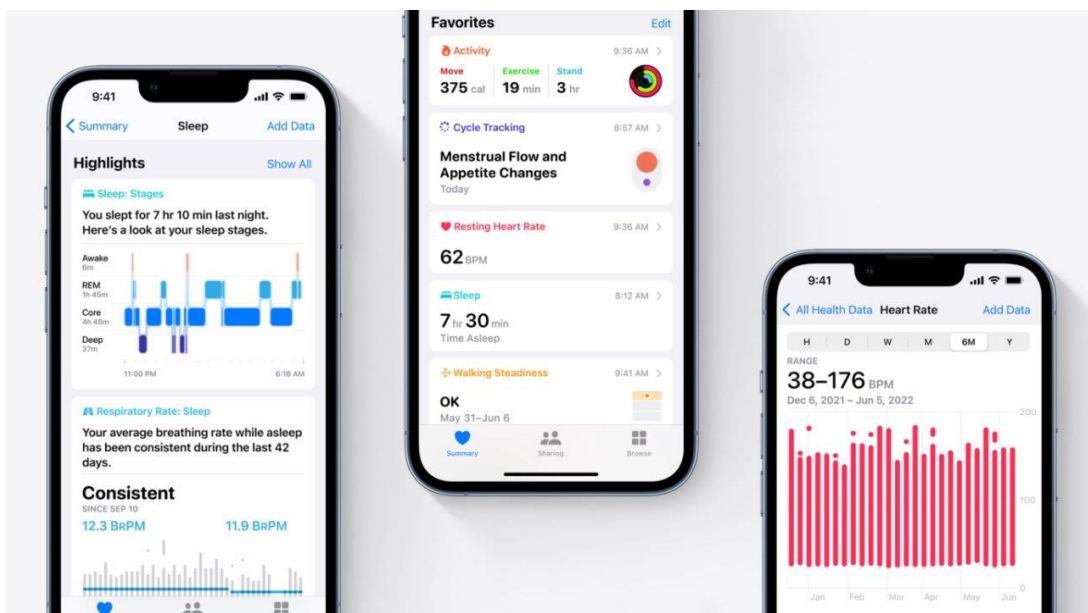 9:41
Summary
Sleep
Add Data
Highlights
Show All
Sleep: Stages
You slept for 7 hr 10 min last night.
Here's a look at your sleep stages.
Awake
6m
REM
1h 45m
Core
4h 48m
Deep
37m
11:00 PM
6:16 AM
Respiratory Rate: Sleep
Your average breathing rate while asleep
has been consistent during the last 42
days.
Consistent
SINCE SEP 10
12.3 BRPM
11.9 BRPM
Favorites
Edit
Activity
9:36 AM
Move
Exercise
Stand
375 cal
19 min
3 hr
Cycle Tracking
8:57 AM
Menstrual Flow and
Appetite Changes
Today
Resting Heart Rate
9:36 AM
62 BPM
Sleep
8:12 AM
7 hr 30 min
Time Asleep
Walking Steadiness
9:41 AM
OK
May 31–Jun 6
Summary
Sharing
Browse
9:41
All Health Data
Heart Rate
Add Data
H
D
W
M
6M
Y
RANGE
38–176 BPM
Dec 6, 2021 – Jun 5, 2022
200
100
0
Jan
Feb
Mar
Apr
May
Jun